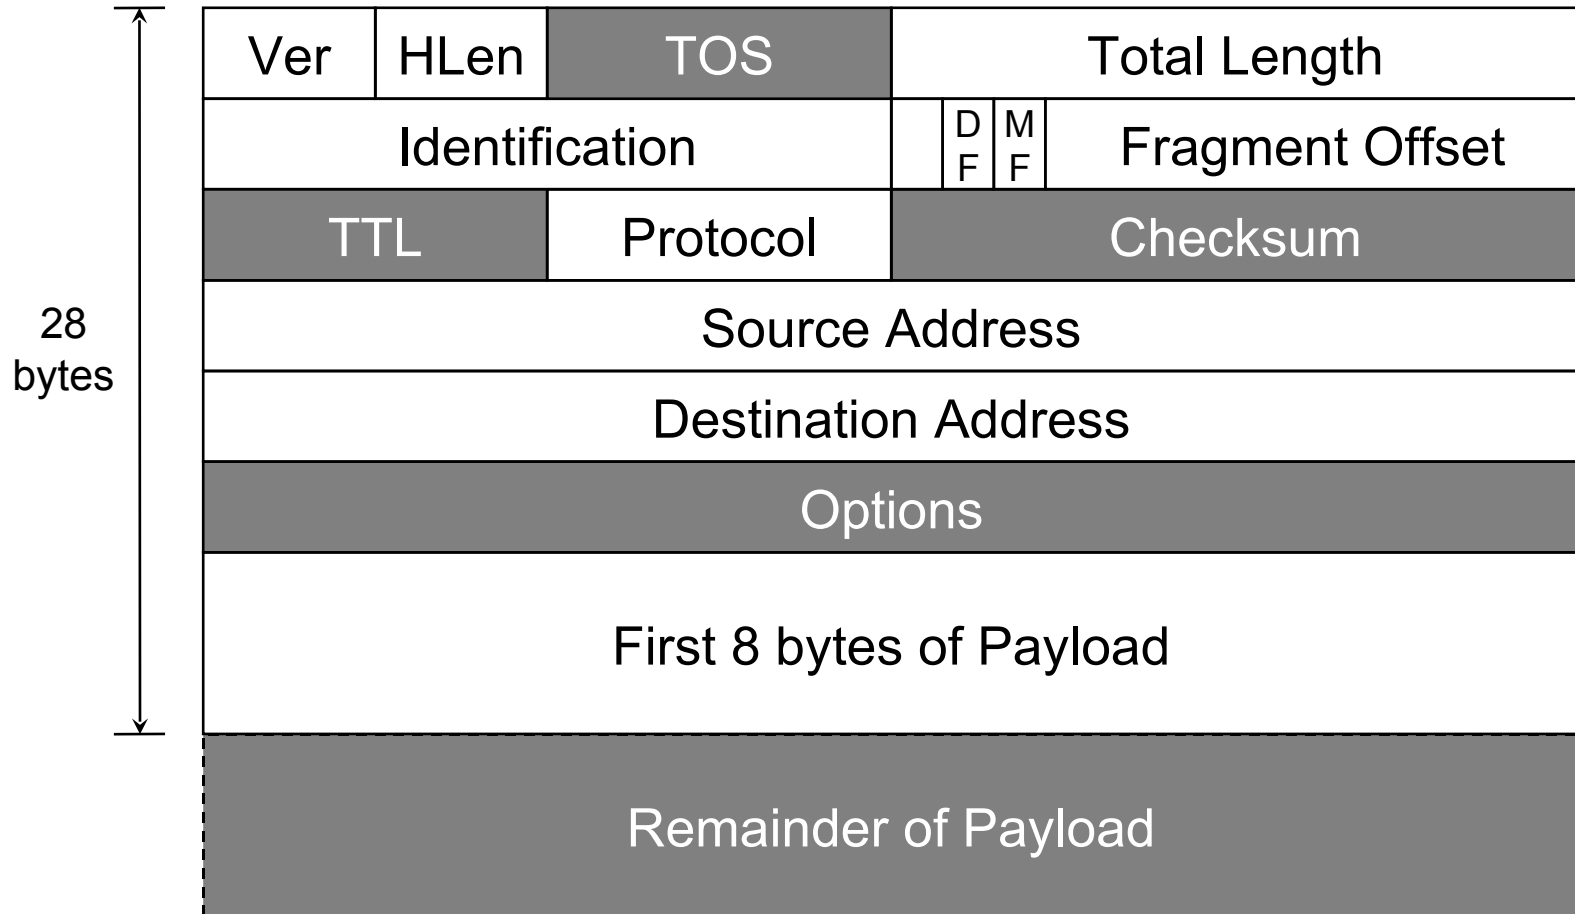 Ver HLen TOS Total Length
Identification D F M F Fragment Offset
TTL Protocol Checksum
28
bytes
Source Address
Destination Address
Options
First 8 bytes of Payload
Remainder of Payload